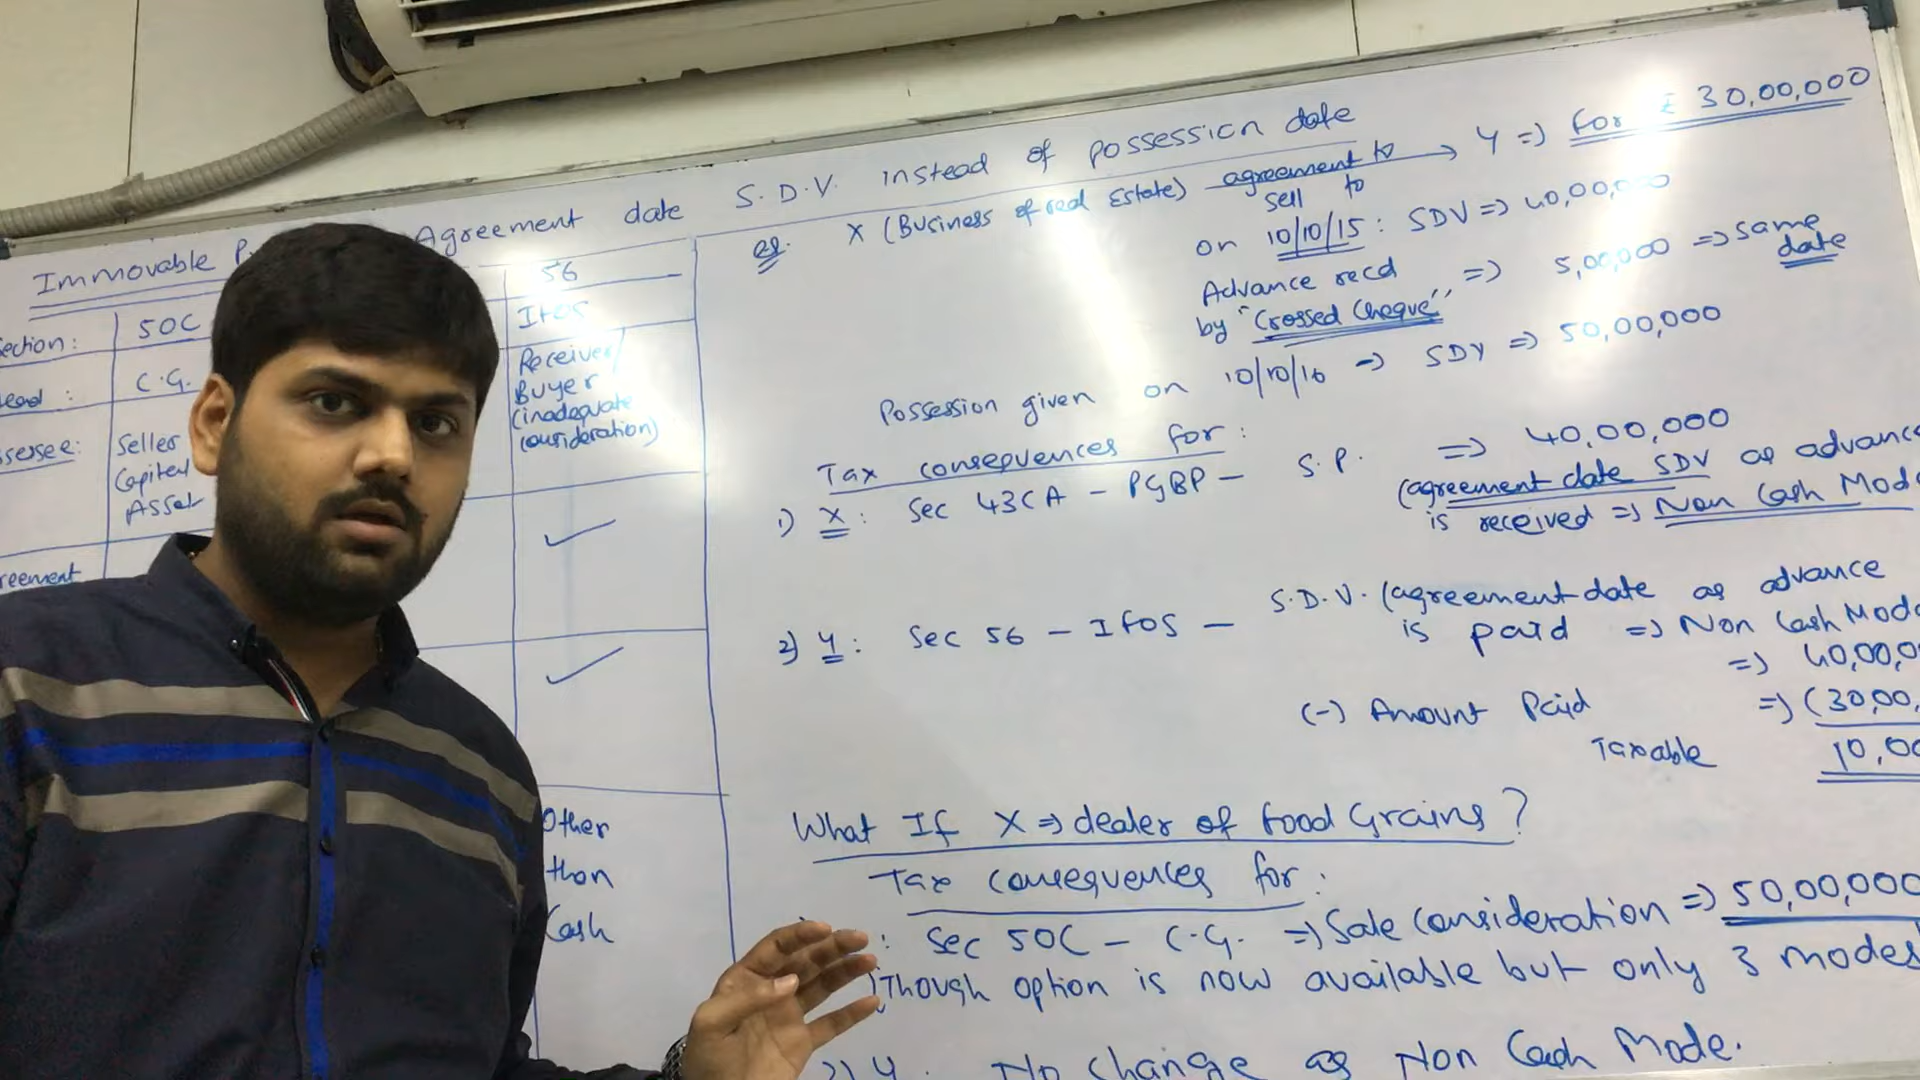 Immovable P Agreement date S.D.V. instead of possession date
ection: 50C 56
ead : C.G. IFOS
sessee: Seller Capital Asset
Receiver/
Buyer
(inadequate
consideration)
reement
Other
than
Cash
eg. X (Business of real Estate) agreement to sell to Y => for ₹ 30,00,000
on 10/10/15 : SDV => 40,00,000
Advance recd => 5,00,000 => same date
by "Crossed Cheque",
Possession given on 10/10/16 -> SDV => 50,00,000
Tax consequences for :
1) X : Sec 43CA - PGBP - S.P. => 40,00,000
(agreement date SDV as advance
is received => Non Cash Mode
2) Y : Sec 56 - IFOS - S.D.V. (agreement date as advance
is paid => Non Cash Mode
=> 40,00,0
(-) Amount Paid => (30,00,
Taxable 10,00
What If X => dealer of Food Grains ?
Tax consequences for :
: Sec 50C - C.G. => Sale Consideration => 50,00,000
(Though option is now available but only 3 modes
2) Y. No change as Non Cash Mode.